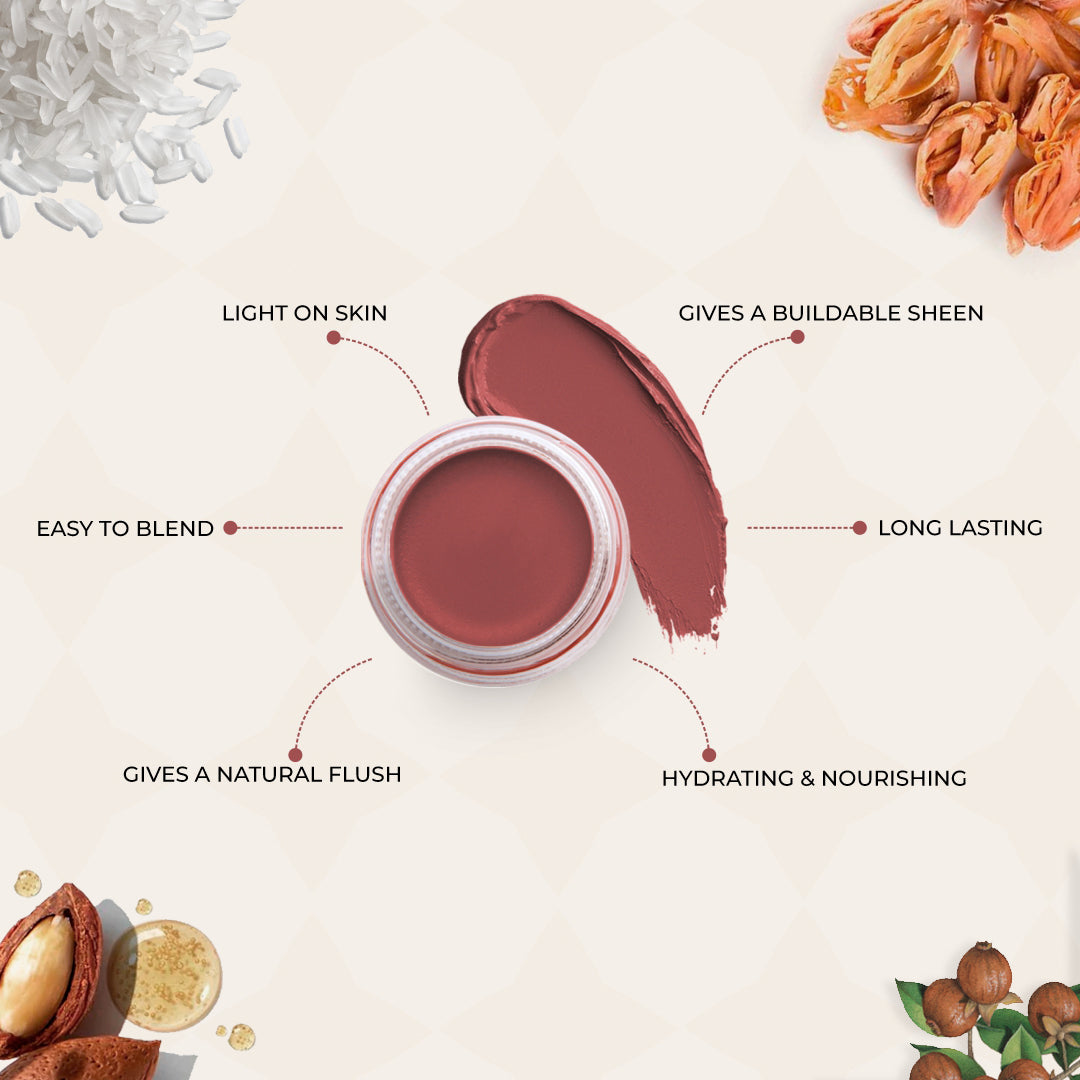 LIGHT ON SKIN
GIVES A BUILDABLE SHEEN
EASY TO BLEND
LONG LASTING
GIVES A NATURAL FLUSH
HYDRATING & NOURISHING